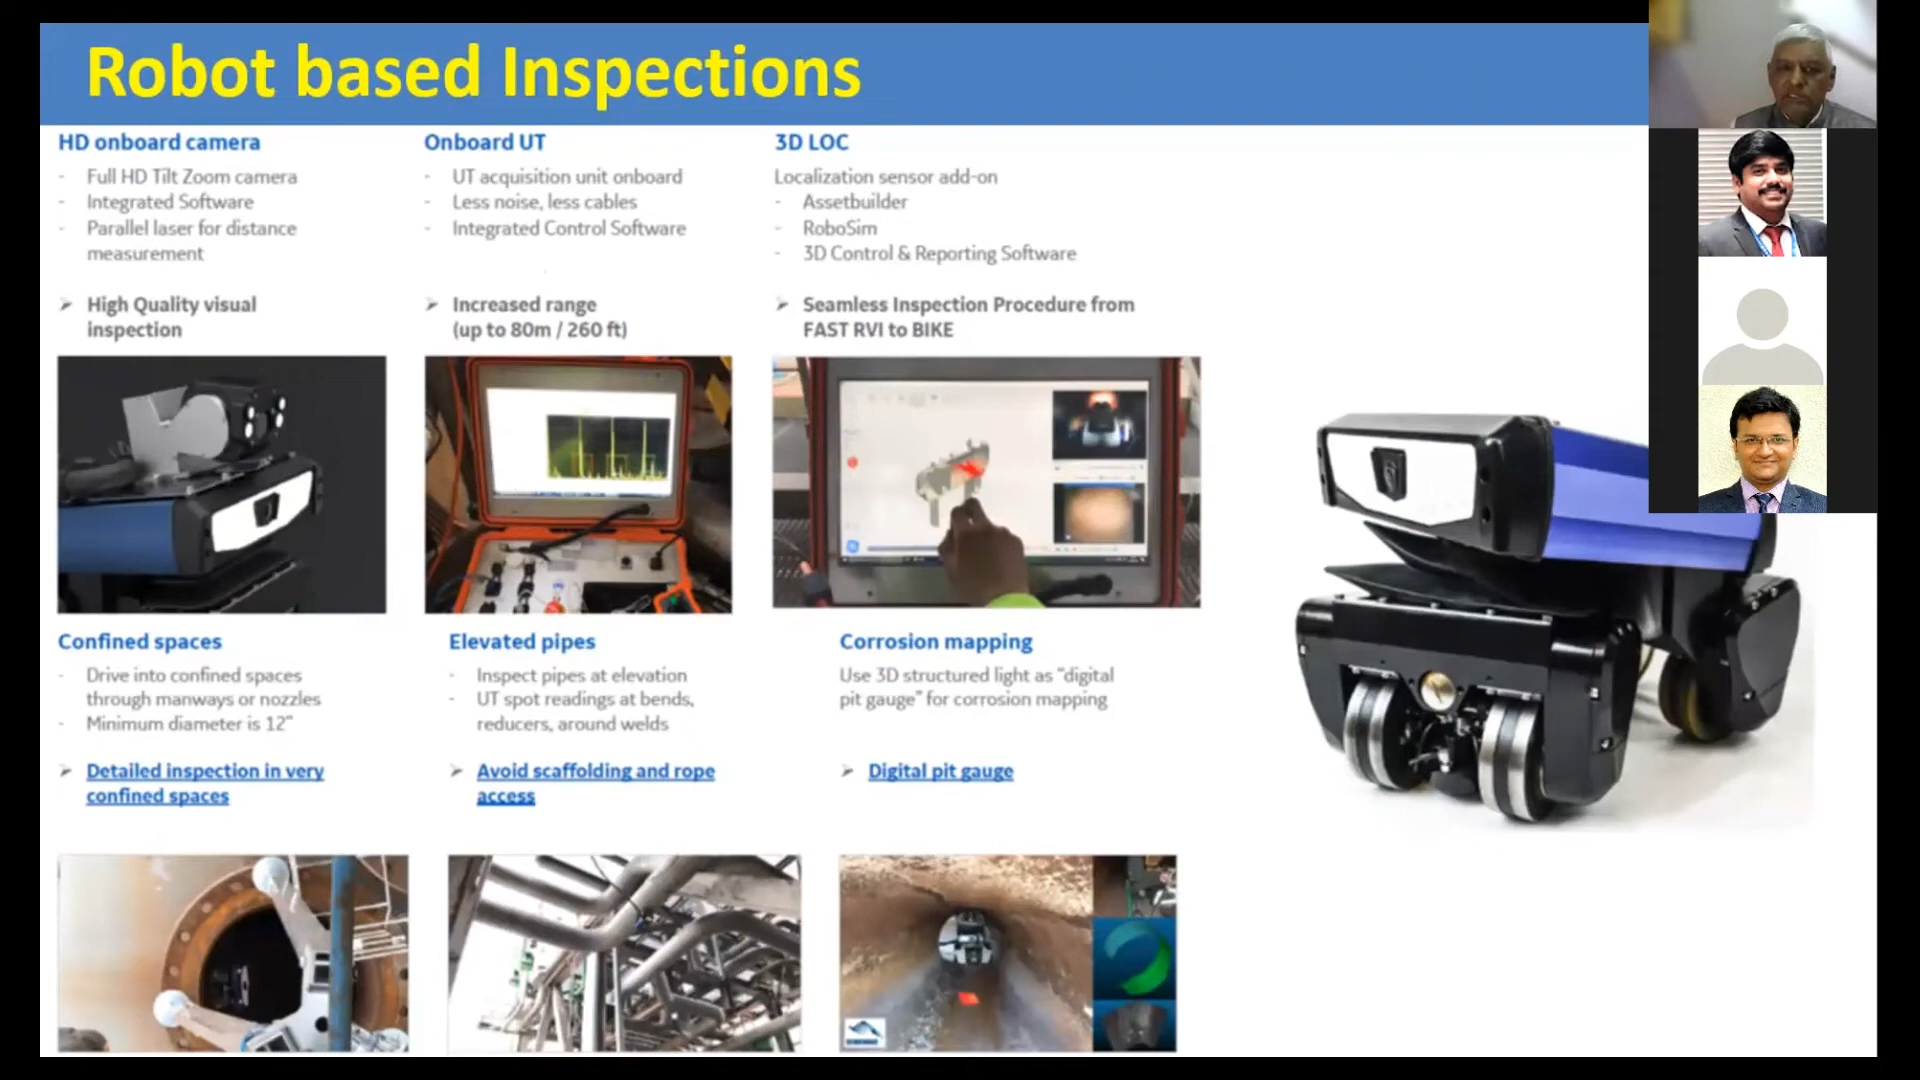 Robot based Inspections
HD onboard camera
- Full HD Tilt Zoom camera
- Integrated Software
- Parallel laser for distance
measurement
➢ High Quality visual
inspection
Onboard UT
- UT acquisition unit onboard
- Less noise, less cables
- Integrated Control Software
➢ Increased range
(up to 80m / 260 ft)
3D LOC
Localization sensor add-on
- Assetbuilder
- RoboSim
- 3D Control & Reporting Software
➢ Seamless Inspection Procedure from
FAST RVI to BIKE
Confined spaces
- Drive into confined spaces
through manways or nozzles
- Minimum diameter is 12"
➢ Detailed inspection in very
confined spaces
Elevated pipes
- Inspect pipes at elevation
- UT spot readings at bends,
reducers, around welds
➢ Avoid scaffolding and rope
access
Corrosion mapping
Use 3D structured light as "digital
pit gauge" for corrosion mapping
➢ Digital pit gauge